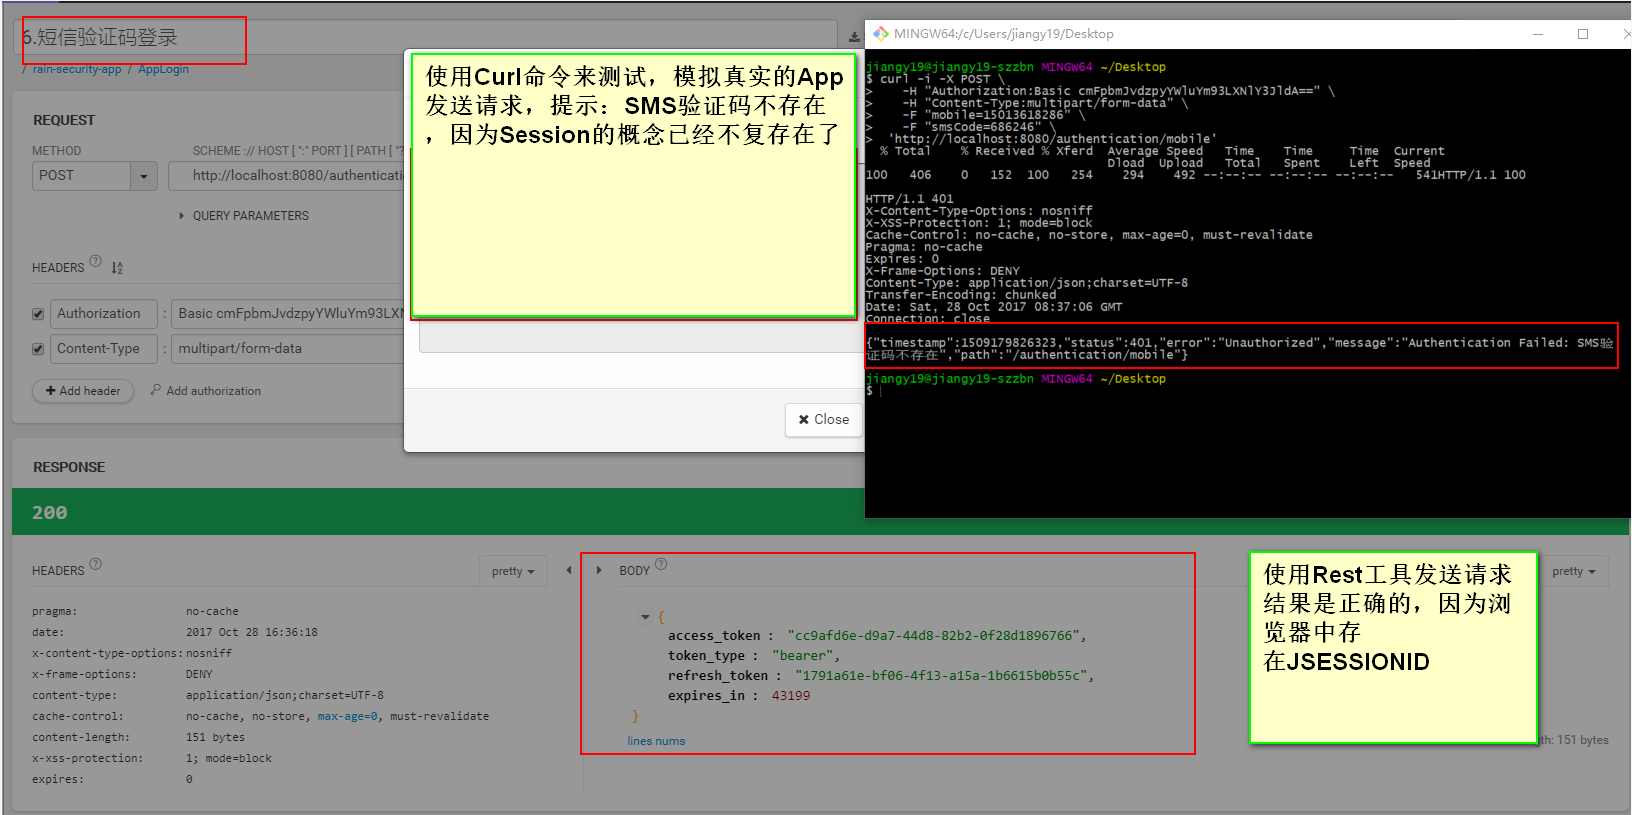 6.短信验证码登录
/ rain-security-app / AppLogin
REQUEST
METHOD
SCHEME :// HOST [ ":" PORT ] [ PATH [ "?
POST
http://localhost:8080/authenticati
QUERY PARAMETERS
HEADERS
Authorization : Basic cmFpbmJvdzpyYWluYm93LX
Content-Type : multipart/form-data
+ Add header
Add authorization
使用Curl命令来测试，模拟真实的App
发送请求，提示：SMS验证码不存在
，因为Session的概念已经不复存在了
Close
MINGW64:/c/Users/jiangy19/Desktop
jiangy19@jiangy19-szzbn MINGW64 ~/Desktop
$ curl -i -X POST \
> -H "Authorization:Basic cmFpbmJvdzpyYWluYm93LXNlY3JldA==" \
> -H "Content-Type:multipart/form-data" \
> -F "mobile=15013618286" \
> -F "smsCode=686246" \
> 'http://localhost:8080/authentication/mobile'
% Total % Received % Xferd Average Speed Time Time Time Current
Dload Upload Total Spent Left Speed
100 406 0 152 100 254 294 492 --:--:-- --:--:-- --:--:-- 541HTTP/1.1 100
HTTP/1.1 401
X-Content-Type-Options: nosniff
X-XSS-Protection: 1; mode=block
Cache-Control: no-cache, no-store, max-age=0, must-revalidate
Pragma: no-cache
Expires: 0
X-Frame-Options: DENY
Content-Type: application/json;charset=UTF-8
Transfer-Encoding: chunked
Date: Sat, 28 Oct 2017 08:37:06 GMT
Connection: close
{"timestamp":1509179826323,"status":401,"error":"Unauthorized","message":"Authentication Failed: SMS验
证码不存在","path":"/authentication/mobile"}
jiangy19@jiangy19-szzbn MINGW64 ~/Desktop
$
RESPONSE
200
HEADERS
pretty
pragma: no-cache
date: 2017 Oct 28 16:36:18
x-content-type-options: nosniff
x-frame-options: DENY
content-type: application/json;charset=UTF-8
cache-control: no-cache, no-store, max-age=0, must-revalidate
content-length: 151 bytes
x-xss-protection: 1; mode=block
expires: 0
BODY
pretty
{
access_token : "cc9afd6e-d9a7-44d8-82b2-0f28d1896766",
token_type : "bearer",
refresh_token : "1791a61e-bf06-4f13-a15a-1b6615b0b55c",
expires_in : 43199
}
lines nums
使用Rest工具发送请求
结果是正确的，因为浏
览器中存
在JSESSIONID
gth: 151 bytes